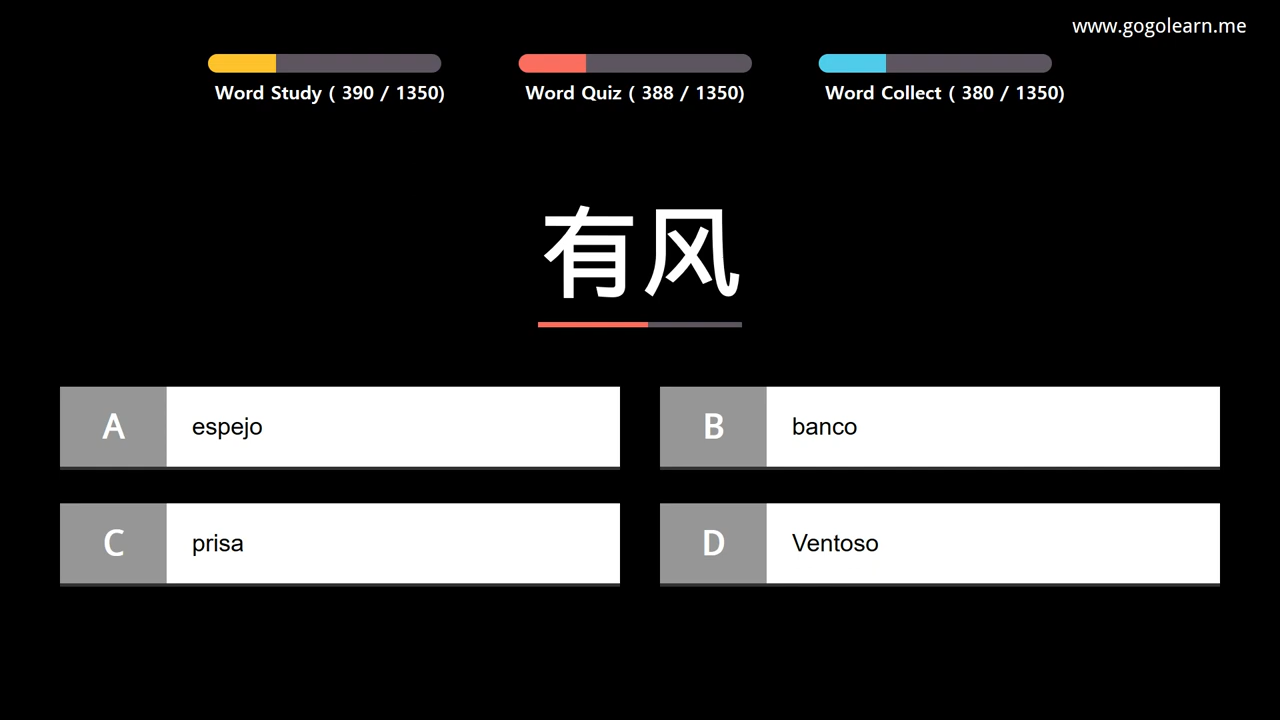 www.gogolearn.me
Word Study ( 390 / 1350)
Word Quiz ( 388 / 1350)
Word Collect ( 380 / 1350)
有风
A espejo
B banco
C prisa
D Ventoso